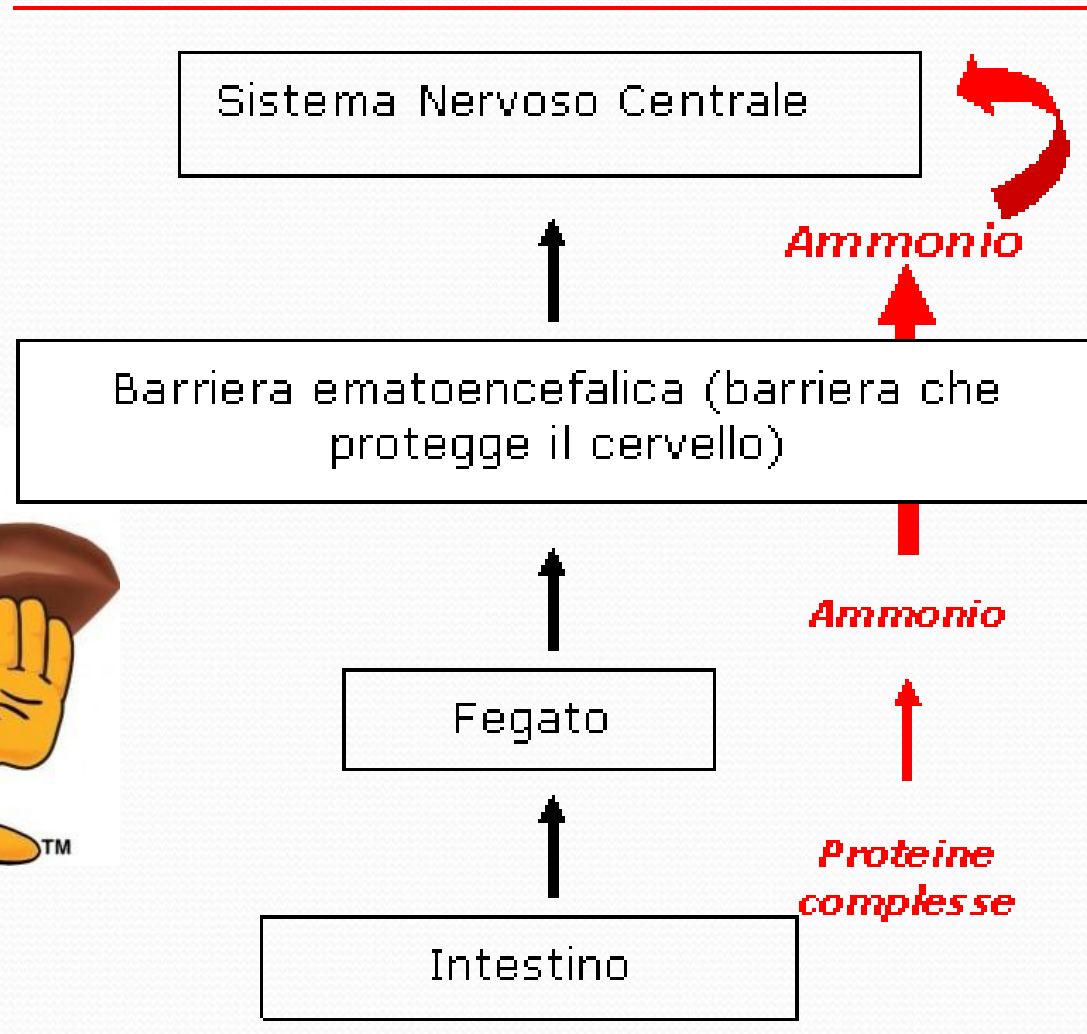 Sistema Nervoso Centrale
Ammonio
Barriera ematoencefalica (barriera che
protegge il cervello)
Ammonio
Fegato
TM
Proteine
complesse
Intestino